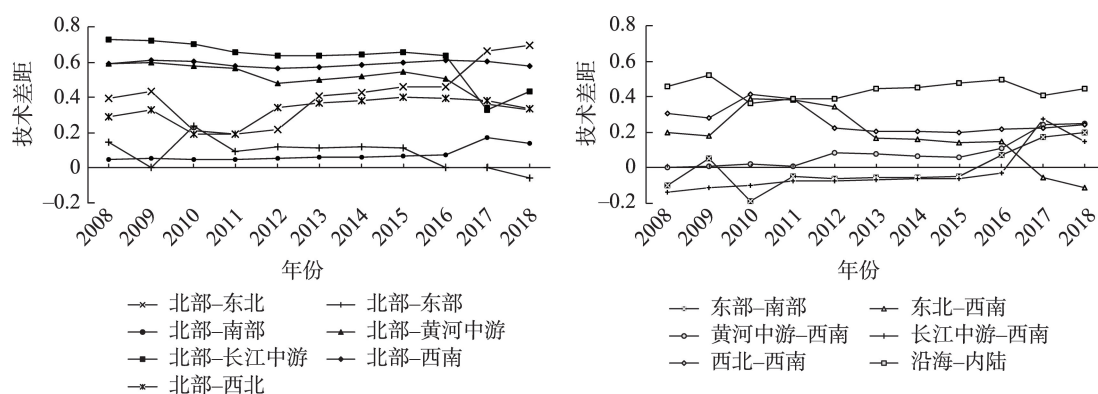 0.8
0.6
0.4
0.2
0
–0.2
技术差距
2008 2009 2010 2011 2012 2013 2014 2015 2016 2017 2018
年份
北部–东北 北部–东部
北部–南部 北部–黄河中游
北部–长江中游 北部–西南
北部–西北
0.8
0.6
0.4
0.2
0
–0.2
技术差距
2008 2009 2010 2011 2012 2013 2014 2015 2016 2017 2018
年份
东部–南部 东北–西南
黄河中游–西南 长江中游–西南
西北–西南 沿海–内陆